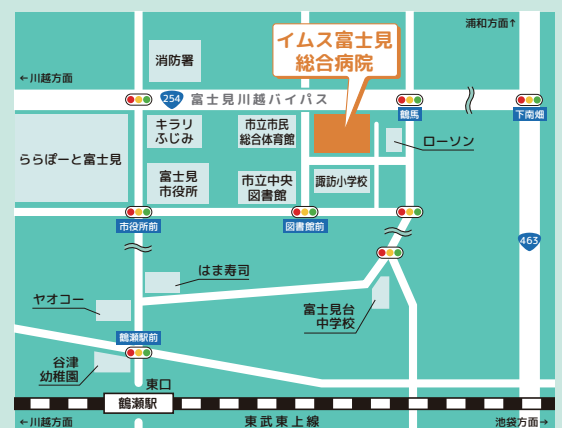 浦和方面↑
イムス富士見
総合病院
消防署
←川越方面
254
富士見川越バイパス
鶴馬
下南畑
キラリ
ふじみ
市立市民
総合体育館
ローソン
ららぽーと富士見
富士見
市役所
市立中央
図書館
諏訪小学校
市役所前
図書館前
463
はま寿司
ヤオコー
富士見台
中学校
鶴瀬駅前
谷津
幼稚園
東口
鶴瀬駅
←川越方面
東武東上線
池袋方面→